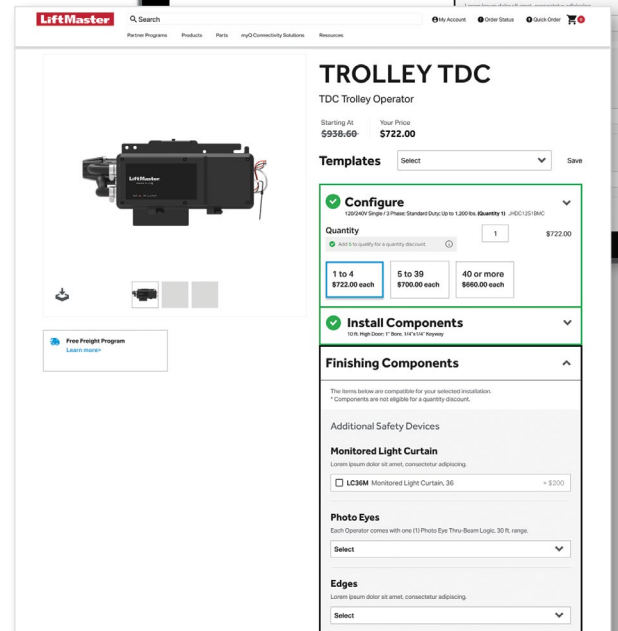 LiftMaster
Search
My Account
Order Status
Quick Order
0
Partner Programs
Products
Parts
myQ Connectivity Solutions
Resources
TROLLEY TDC
TDC Trolley Operator
Starting At
Your Price
$938.60
$722.00
Templates
Select
Save
LiftMaster
Configure
120/240V Single / 3 Phase: Standard Duty; Up to 1,200 lbs. (Quantity 1) JHDC1251BMC
Quantity
1
$722.00
Add 5 to qualify for a quantity discount.
1 to 4
$722.00 each
5 to 39
$700.00 each
40 or more
$660.00 each
Install Components
10 ft. High Door; 1" Bore, 1/4"x1/4" Keyway
Free Freight Program
Learn more>
Finishing Components
The items below are compatible for your selected installation.
* Components are not eligible for a quantity discount.
Additional Safety Devices
Monitored Light Curtain
Lorem ipsum dolor sit amet, consectetur adipiscing.
LC36M Monitored Light Curtain, 36
+ $200
Photo Eyes
Each Operator comes with one (1) Photo Eye Thru-Beam Logic, 30 ft. range.
Select
Edges
Lorem ipsum dolor sit amet, consectetur adipiscing.
Select